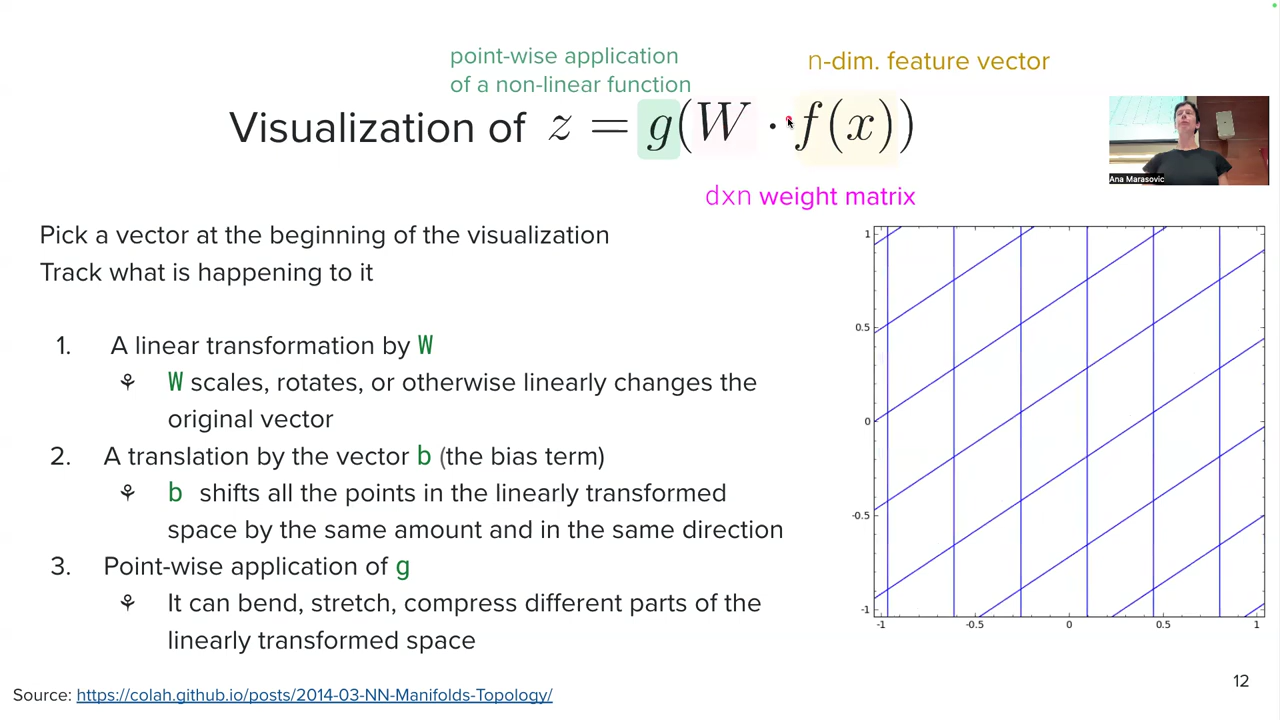 point-wise application
of a non-linear function
n-dim. feature vector
Visualization of z = g(W · f(x))
Ana Marasovic
dxn weight matrix
Pick a vector at the beginning of the visualization
Track what is happening to it
1. A linear transformation by W
⚘ W scales, rotates, or otherwise linearly changes the
original vector
2. A translation by the vector b (the bias term)
⚘ b shifts all the points in the linearly transformed
space by the same amount and in the same direction
3. Point-wise application of g
⚘ It can bend, stretch, compress different parts of the
linearly transformed space
1
0.5
0
-0.5
-1
-1 -0.5 0 0.5 1
12
Source: https://colah.github.io/posts/2014-03-NN-Manifolds-Topology/